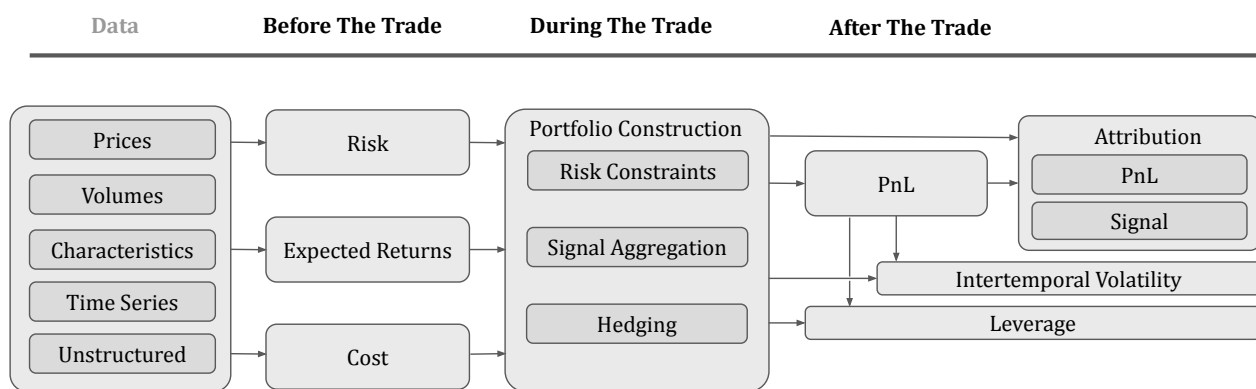 Data
Before The Trade
During The Trade
After The Trade
Prices
Volumes
Characteristics
Time Series
Unstructured
Risk
Expected Returns
Cost
Portfolio Construction
Risk Constraints
Signal Aggregation
Hedging
PnL
Attribution
PnL
Signal
Intertemporal Volatility
Leverage